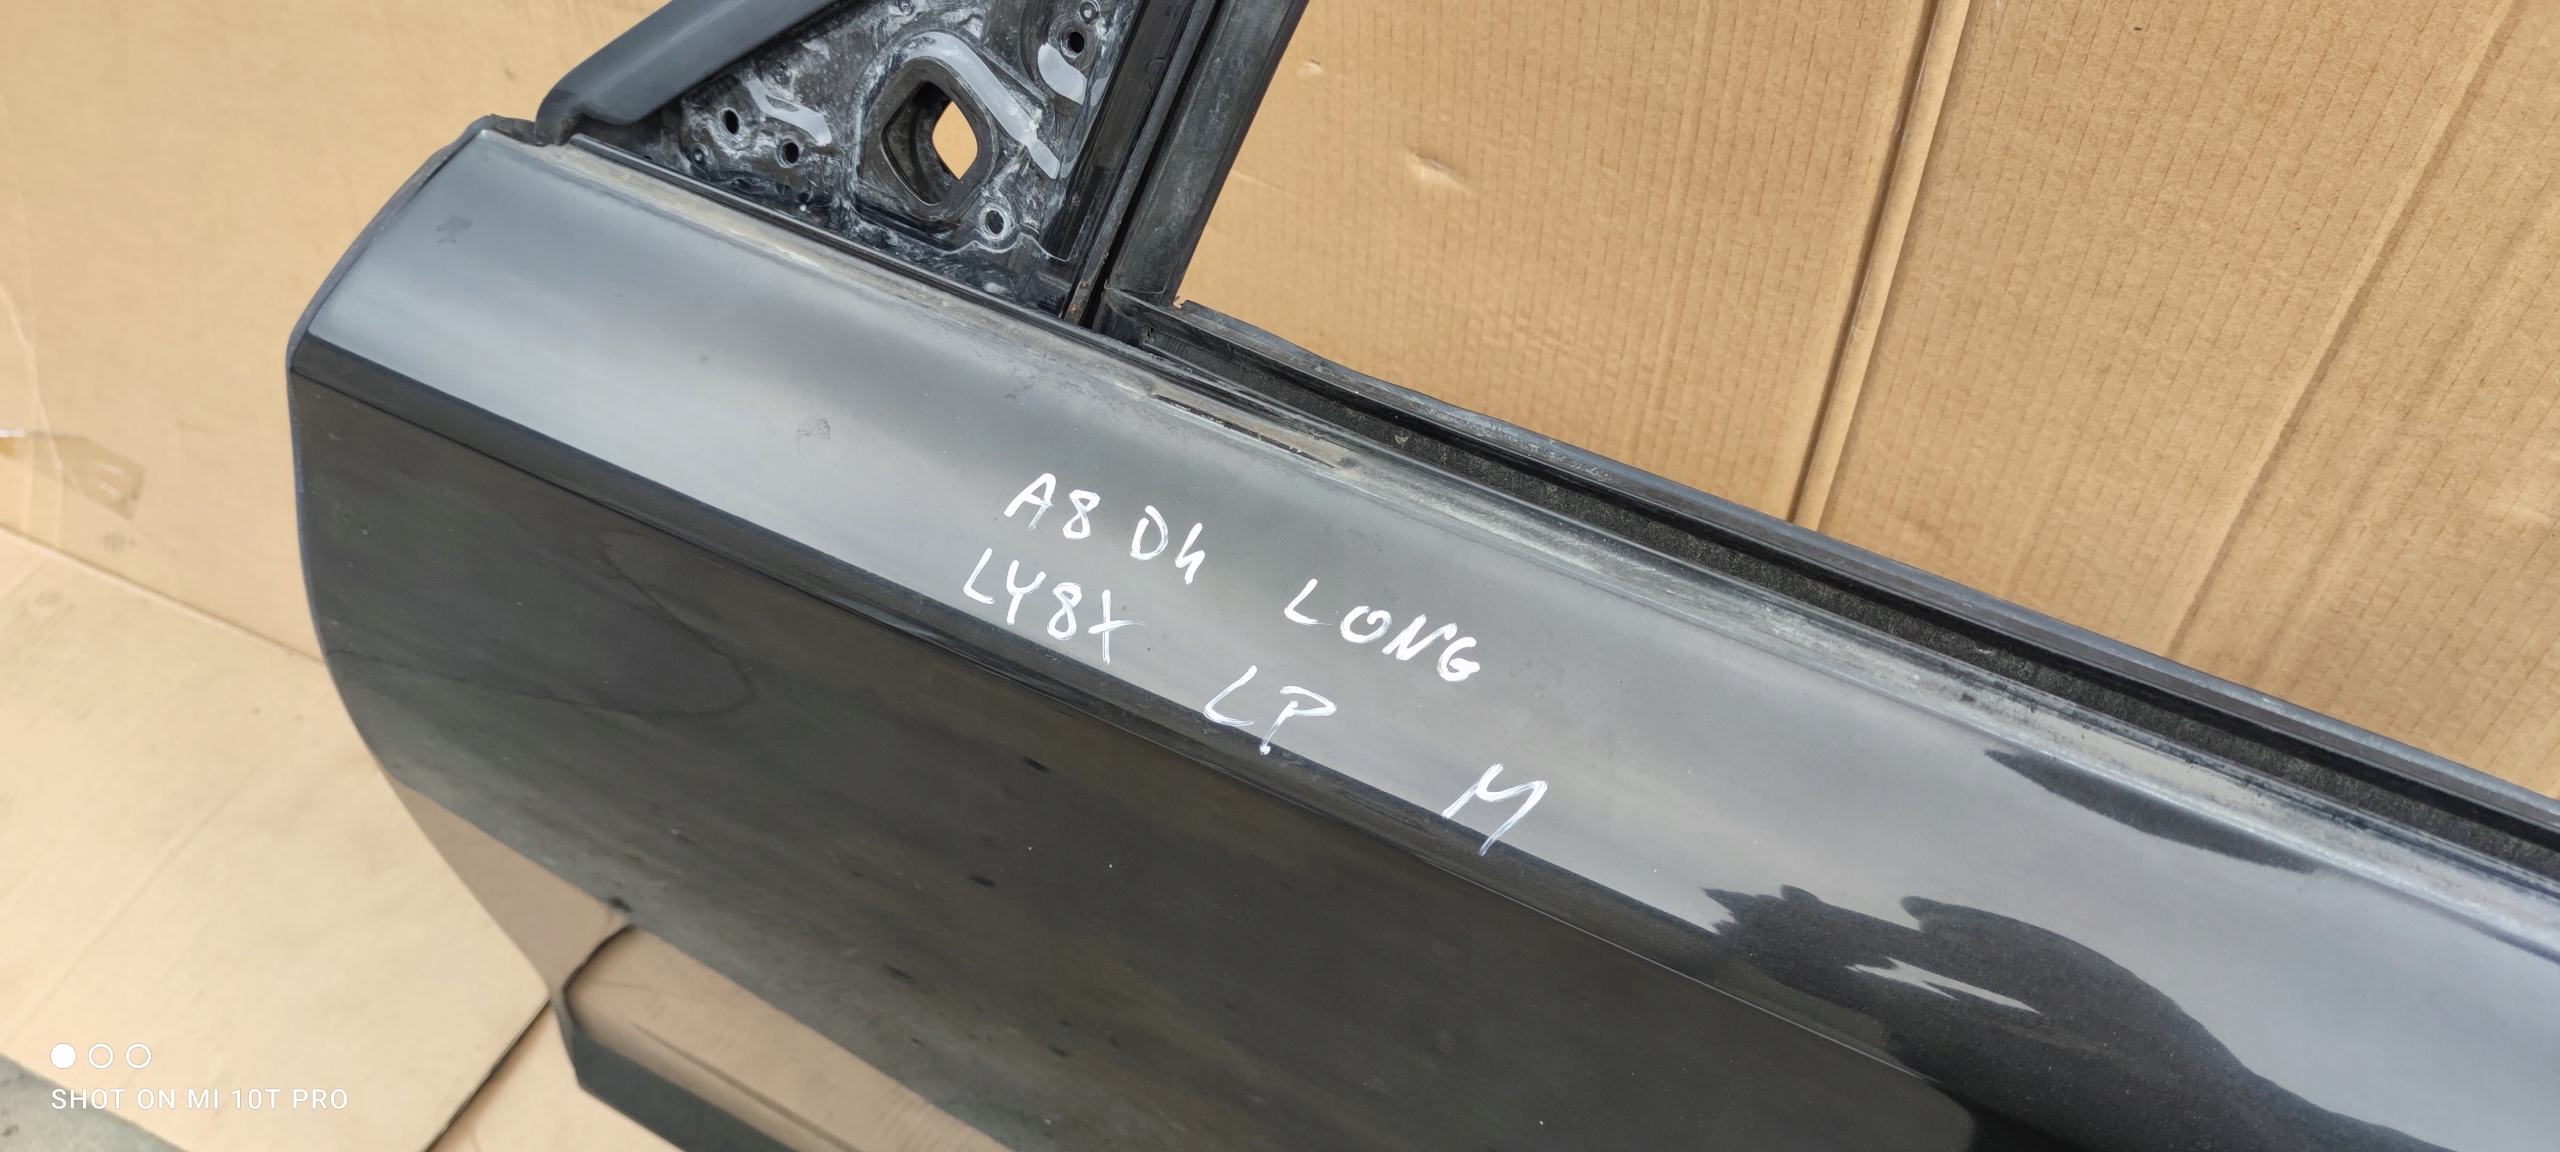 A8 D4 LONG
LY8X LP M
SHOT ON MI 10T PRO